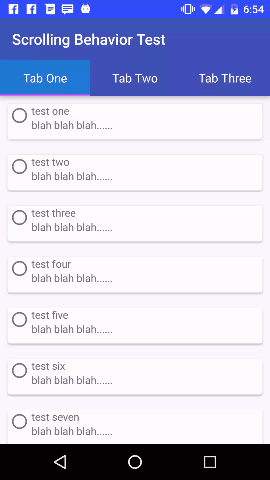 6:54
Scrolling Behavior Test
Tab One Tab Two Tab Three
test one
blah blah blah......
test two
blah blah blah......
test three
blah blah blah......
test four
blah blah blah......
test five
blah blah blah......
test six
blah blah blah......
test seven
blah blah blah......